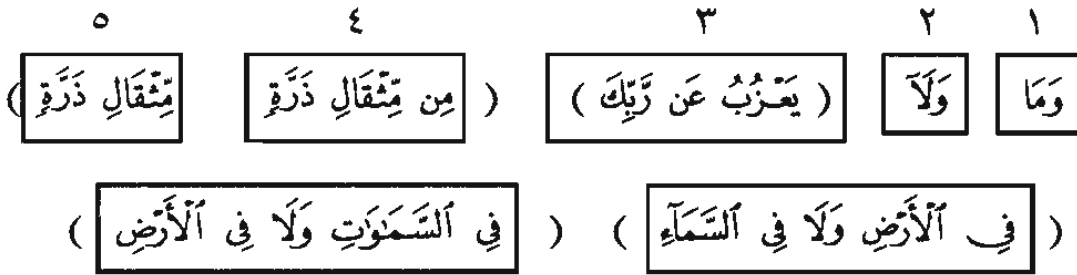 ١ ٢ ٣ ٤ ٥
وَمَا وَلَآ ( يَعۡزُبُ عَن رَّبِّكَ ) ( مِن مِّثۡقَالِ ذَرَّةٖ مِّثۡقَالِ ذَرَّةٖ )
( فِي ٱلۡأَرۡضِ وَلَا فِي ٱلسَّمَآءِ ) ( فِي ٱلسَّمَٰوَٰتِ وَلَا فِي ٱلۡأَرۡضِ )